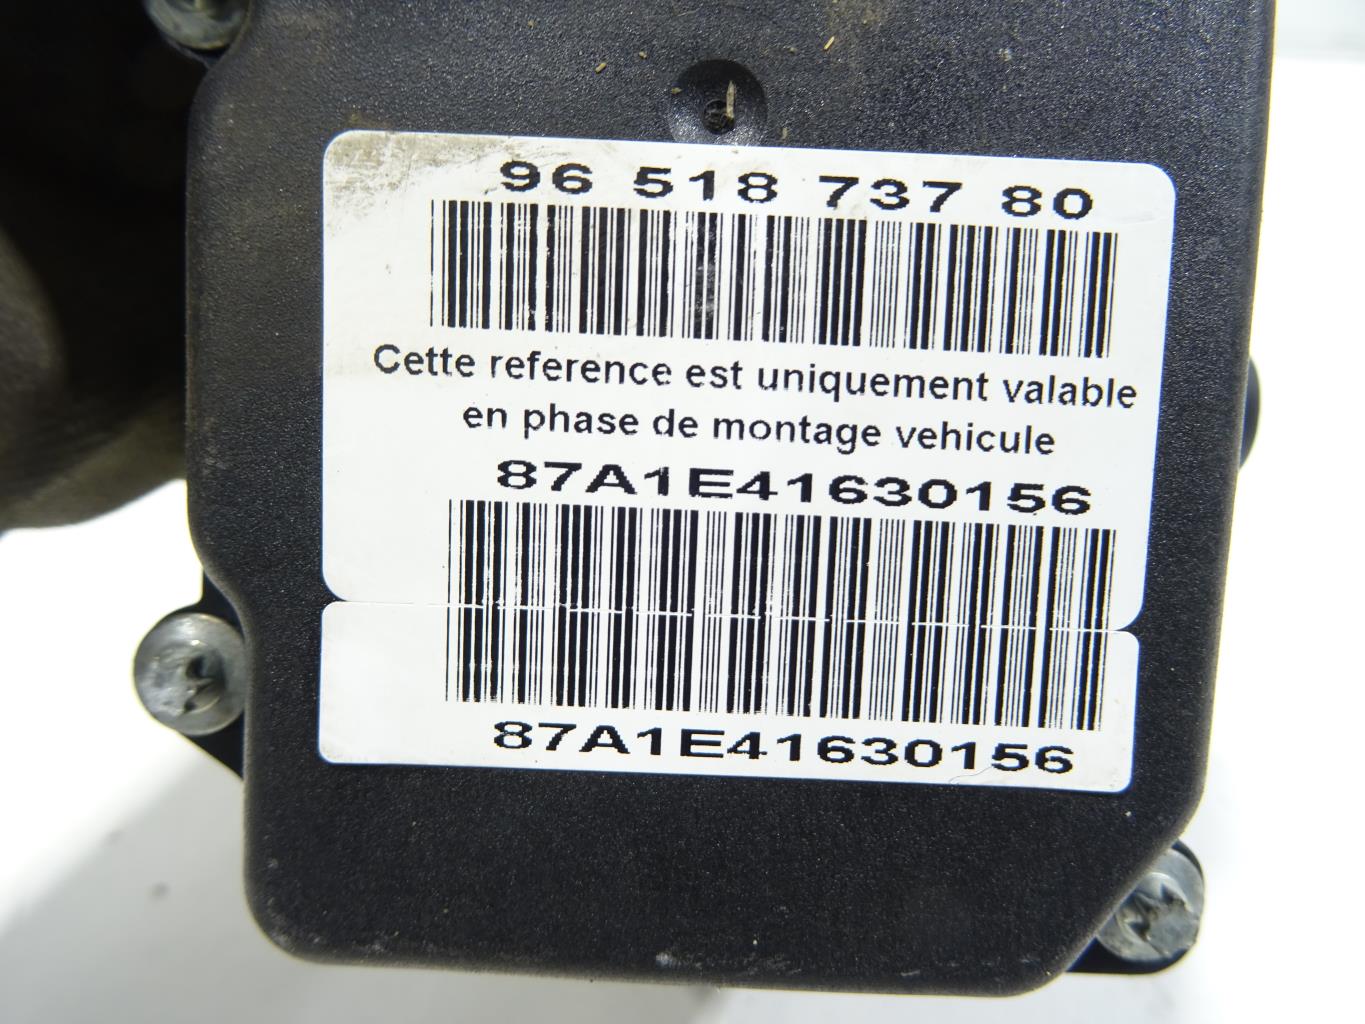 96 518 737 80
Cette reference est uniquement valable
en phase de montage vehicule
87A1E41630156
87A1E41630156